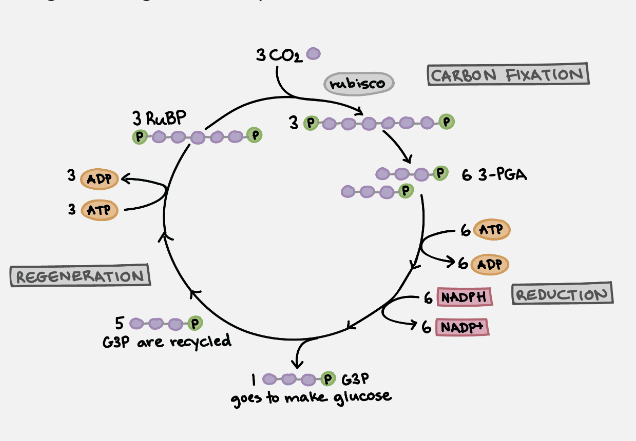 3 CO₂
rubisco
CARBON FIXATION
3 RuBP
P P
3 P P
P 6 3-PGA
P
6 ATP
6 ADP
6 NADPH
REDUCTION
6 NADP+
1 P G3P
goes to make glucose
5 P
G3P are recycled
REGENERATION
3 ATP
3 ADP